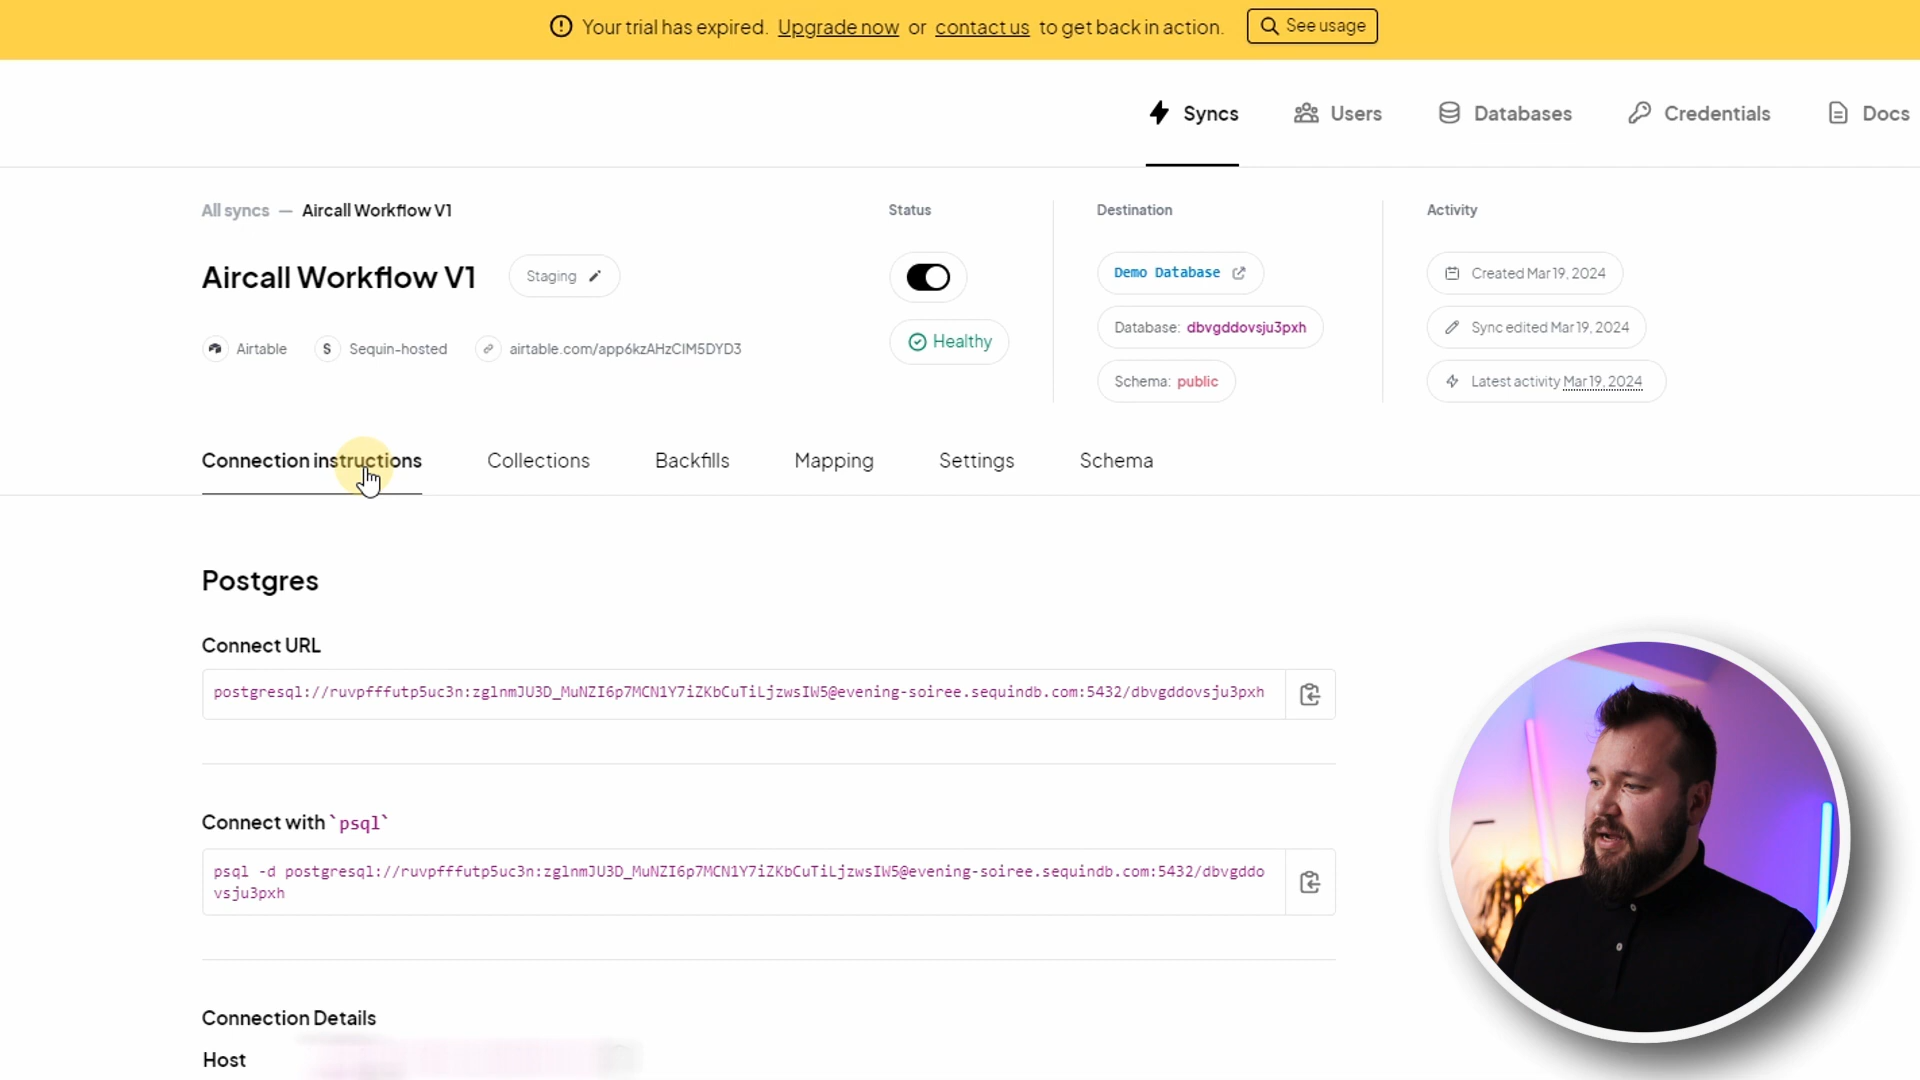 Your trial has expired. Upgrade now or contact us to get back in action. See usage
Syncs Users Databases Credentials Docs
All syncs — Aircall Workflow V1
Status
Destination
Activity
Aircall Workflow V1
Staging
Demo Database
Created Mar 19, 2024
Database: dbvgddovsju3pxh
Sync edited Mar 19, 2024
Airtable S Sequin-hosted airtable.com/app6kzAHzCIM5DYD3
Healthy
Schema: public
Latest activity Mar 19, 2024
Connection instructions Collections Backfills Mapping Settings Schema
Postgres
Connect URL
postgresql://ruvpfffutp5uc3n:zglnmJU3D_MuNZI6p7MCN1Y7iZKbCuTiLjzwsIW5@evening-soiree.sequindb.com:5432/dbvgddovsju3pxh
Connect with `psql`
psql -d postgresql://ruvpfffutp5uc3n:zglnmJU3D_MuNZI6p7MCN1Y7iZKbCuTiLjzwsIW5@evening-soiree.sequindb.com:5432/dbvgddo
vsju3pxh
Connection Details
Host